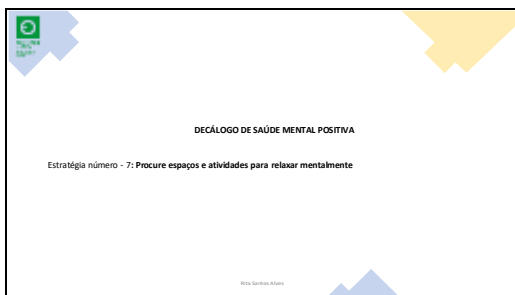 DECÁLOGO DE SAÚDE MENTAL POSITIVA
Estratégia número - 7: Procure espaços e atividades para relaxar mentalmente
Rita Santos Alves